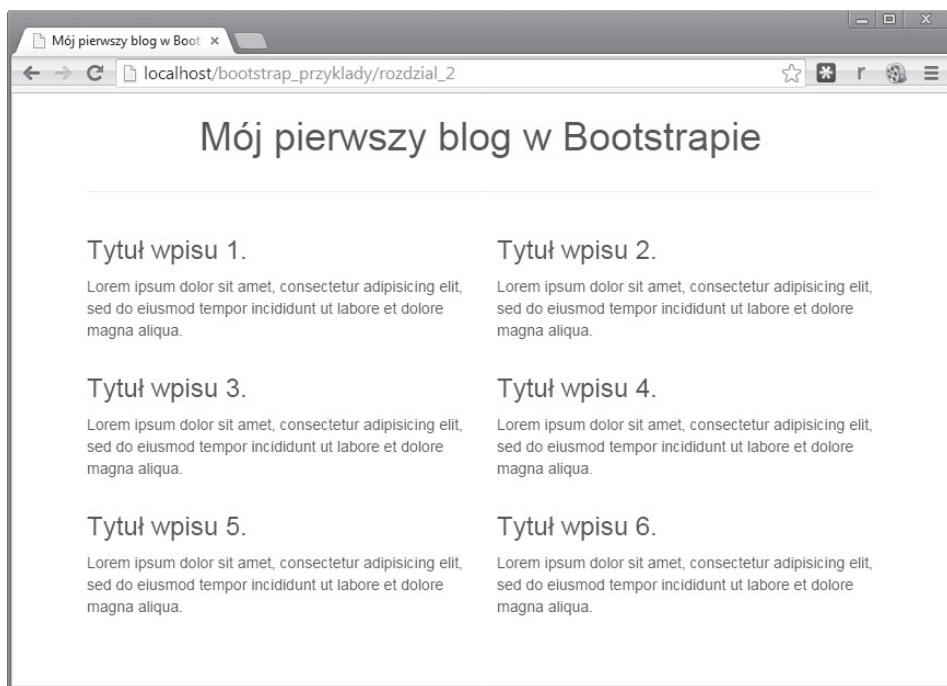 Mój pierwszy blog w Boot
localhost/bootstrap_przyklady/rozdzial_2
r
Mój pierwszy blog w Bootstrapie
Tytuł wpisu 1.
Lorem ipsum dolor sit amet, consectetur adipisicing elit,
sed do eiusmod tempor incididunt ut labore et dolore
magna aliqua.
Tytuł wpisu 2.
Lorem ipsum dolor sit amet, consectetur adipisicing elit,
sed do eiusmod tempor incididunt ut labore et dolore
magna aliqua.
Tytuł wpisu 3.
Lorem ipsum dolor sit amet, consectetur adipisicing elit,
sed do eiusmod tempor incididunt ut labore et dolore
magna aliqua.
Tytuł wpisu 4.
Lorem ipsum dolor sit amet, consectetur adipisicing elit,
sed do eiusmod tempor incididunt ut labore et dolore
magna aliqua.
Tytuł wpisu 5.
Lorem ipsum dolor sit amet, consectetur adipisicing elit,
sed do eiusmod tempor incididunt ut labore et dolore
magna aliqua.
Tytuł wpisu 6.
Lorem ipsum dolor sit amet, consectetur adipisicing elit,
sed do eiusmod tempor incididunt ut labore et dolore
magna aliqua.